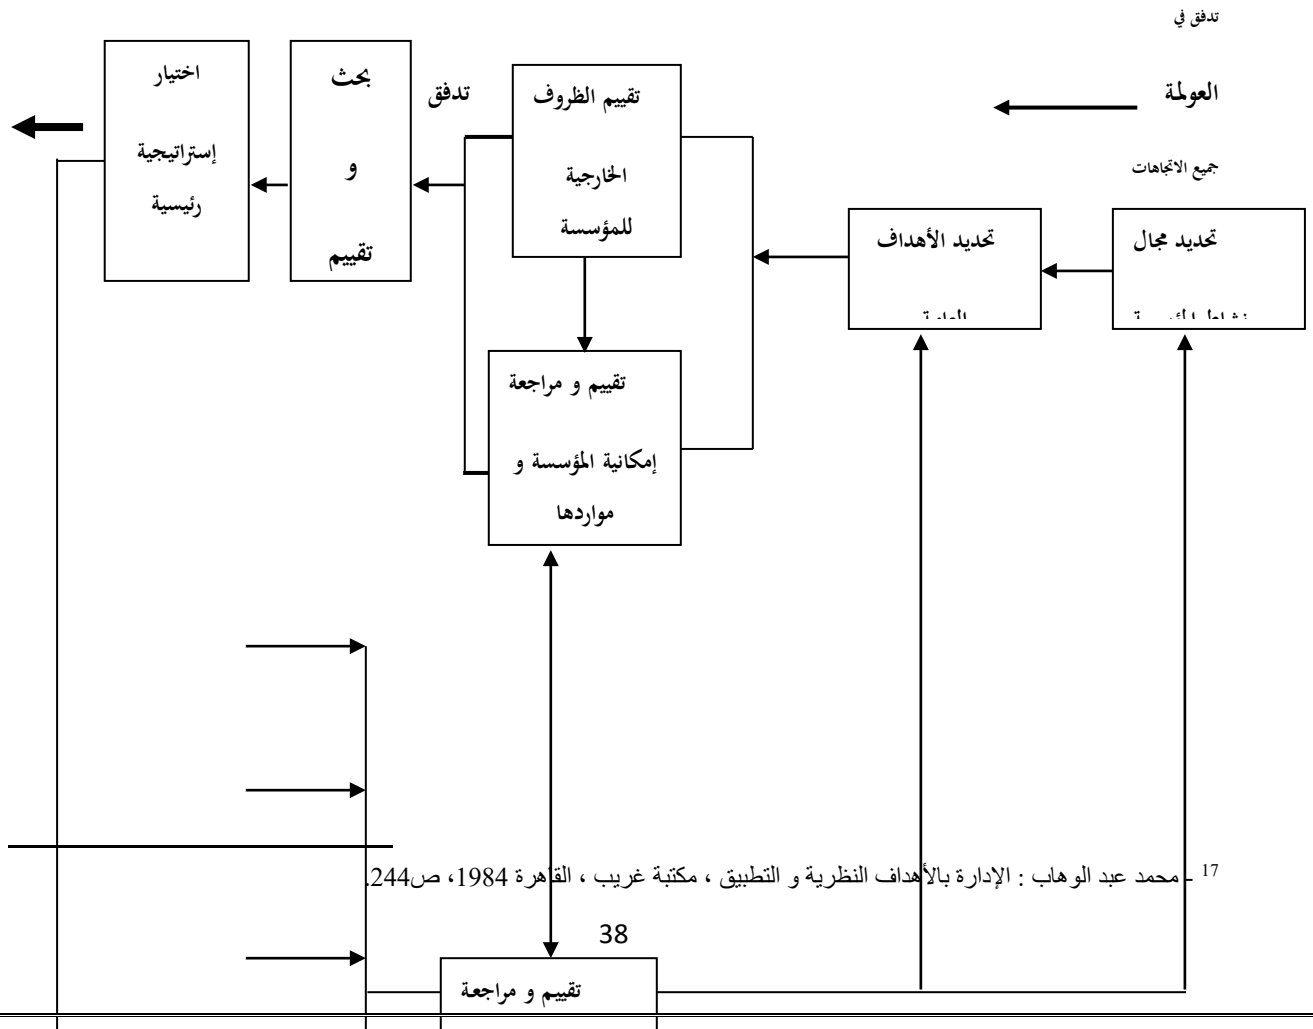 تدفق في
العولمة
جميع الاتجاهات
تحديد مجال
تحديد الأهداف
العامة
تقييم الظروف
الخارجية
للمؤسسة
تقييم و مراجعة
إمكانية المؤسسة و
مواردها
تدفق
بحث
و
تقييم
اختيار
إستراتيجية
رئيسية
17 - محمد عبد الوهاب : الإدارة بالأهداف النظرية و التطبيق ، مكتبة غريب ، القاهرة 1984، ص244.
38
تقييم و مراجعة